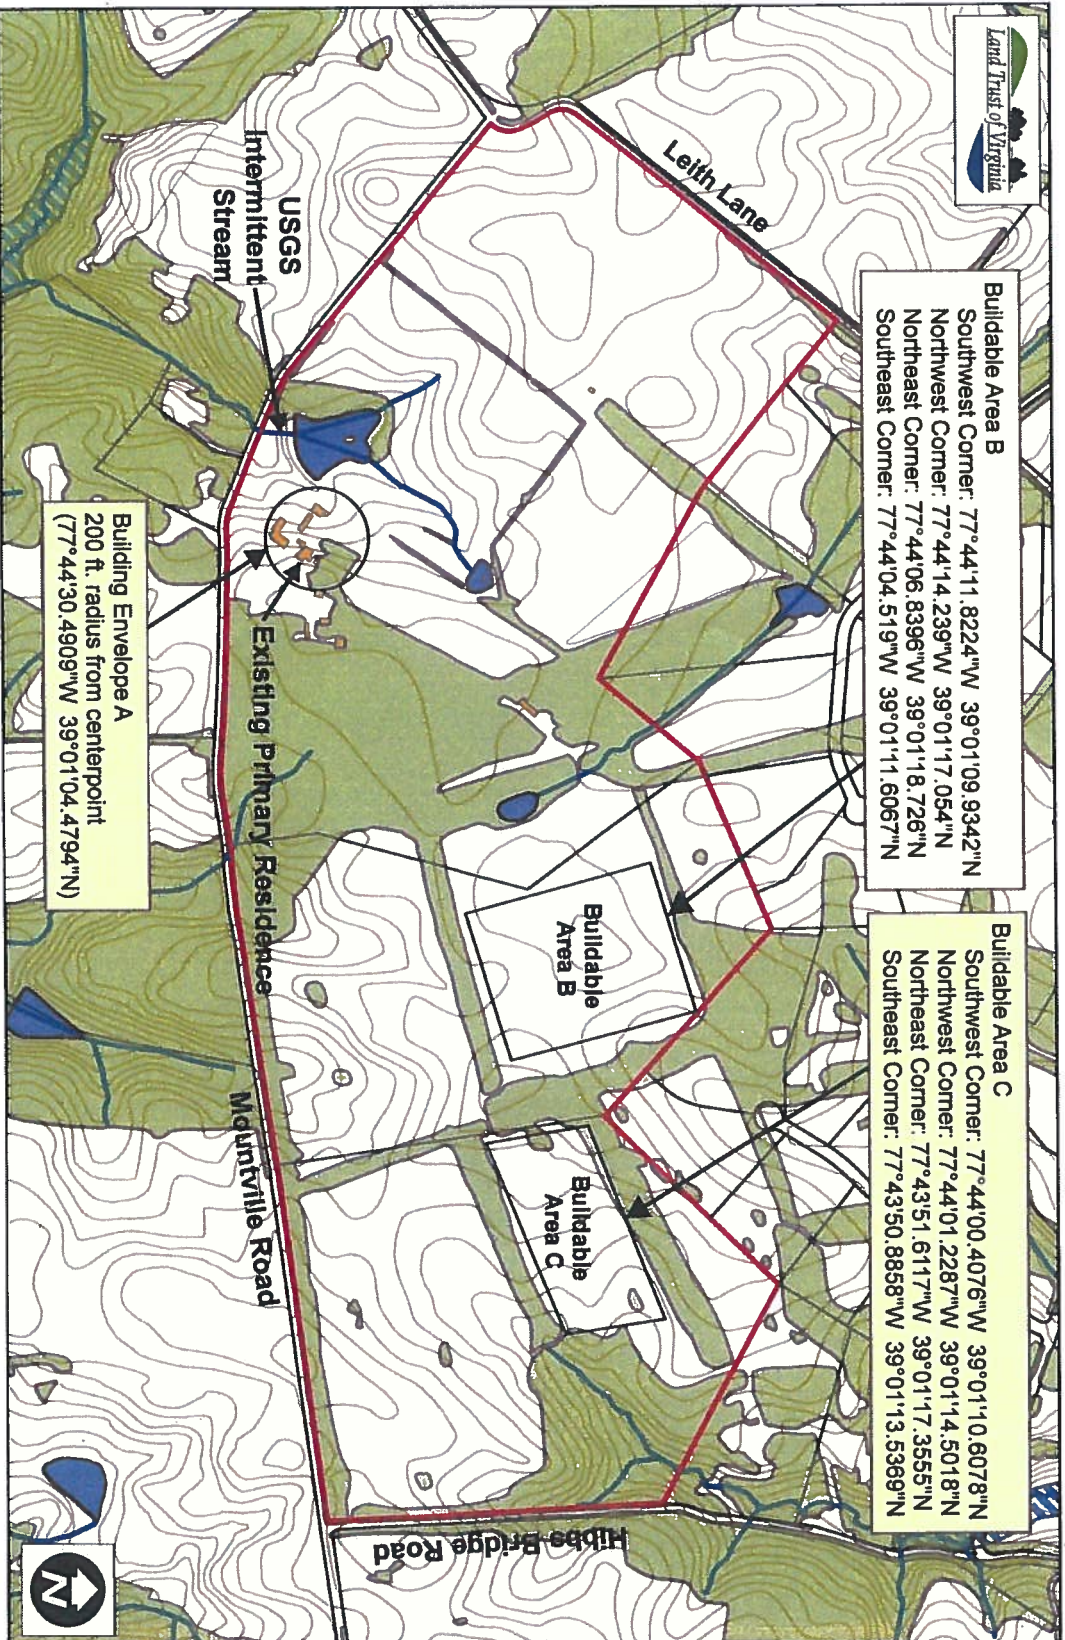 Land Trust of Virginia
Leith Lane
Buildable Area B
Southwest Corner: 77°44'11.8224"W 39°01'09.9342"N
Northwest Corner: 77°44'14.239"W 39°01'17.054"N
Northeast Corner: 77°44'06.8396"W 39°01'18.726"N
Southeast Corner: 77°44'04.519"W 39°01'11.6067"N
Buildable Area C
Southwest Corner: 77°44'00.4076"W 39°01'10.6078"N
Northwest Corner: 77°44'01.2287"W 39°01'14.5018"N
Northeast Corner: 77°43'51.6117"W 39°01'17.3555"N
Southeast Corner: 77°43'50.8858"W 39°01'13.5369"N
Buildable
Area B
Buildable
Area C
USGS
Intermittent
Stream
Existing Primary Residence
Mountville Road
Hibbs Bridge Road
Building Envelope A
200 ft. radius from centerpoint
(77°44'30.4909"W 39°01'04.4794"N)
N